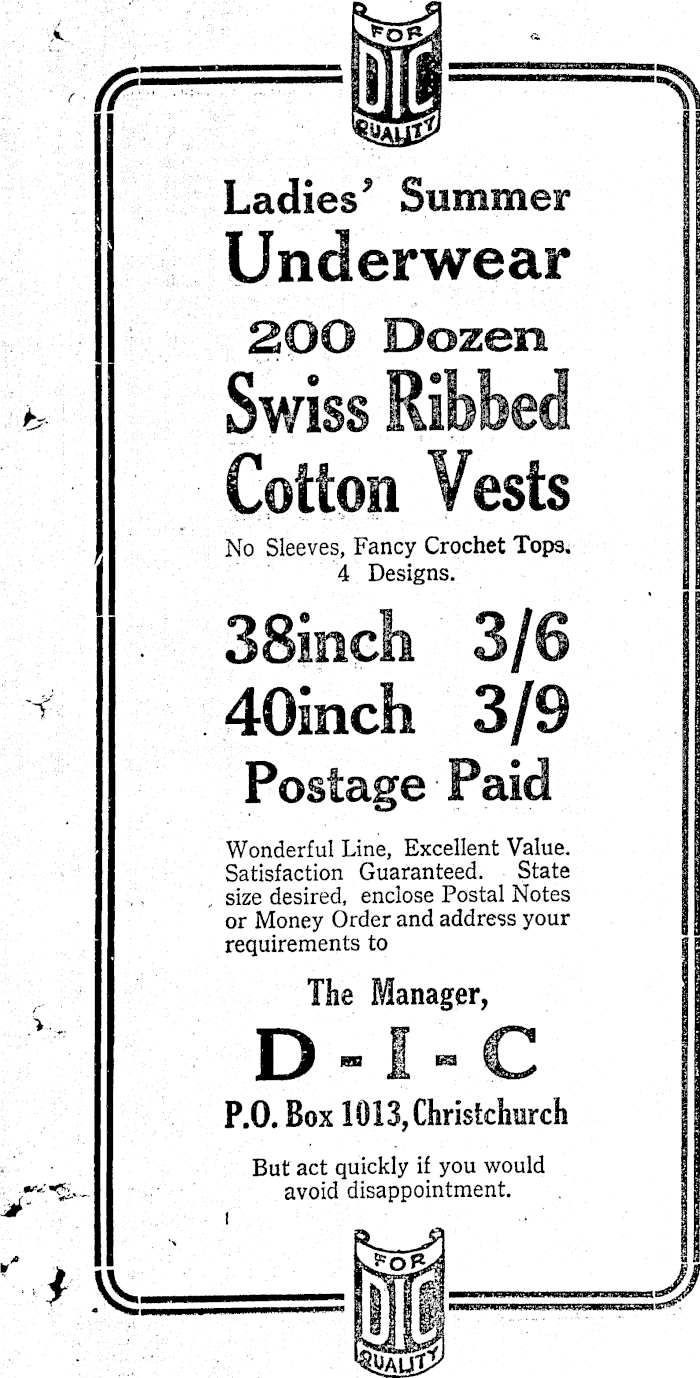 FOR
DIC
QUALITY
Ladies' Summer
Underwear
200 Dozen
Swiss Ribbed
Cotton Vests
No Sleeves, Fancy Crochet Tops.
4 Designs.
38inch 3/6
40inch 3/9
Postage Paid
Wonderful Line, Excellent Value.
Satisfaction Guaranteed. State
size desired, enclose Postal Notes
or Money Order and address your
requirements to
The Manager,
D - I - C
P.O. Box 1013, Christchurch
But act quickly if you would
avoid disappointment.
FOR
DIC
QUALITY